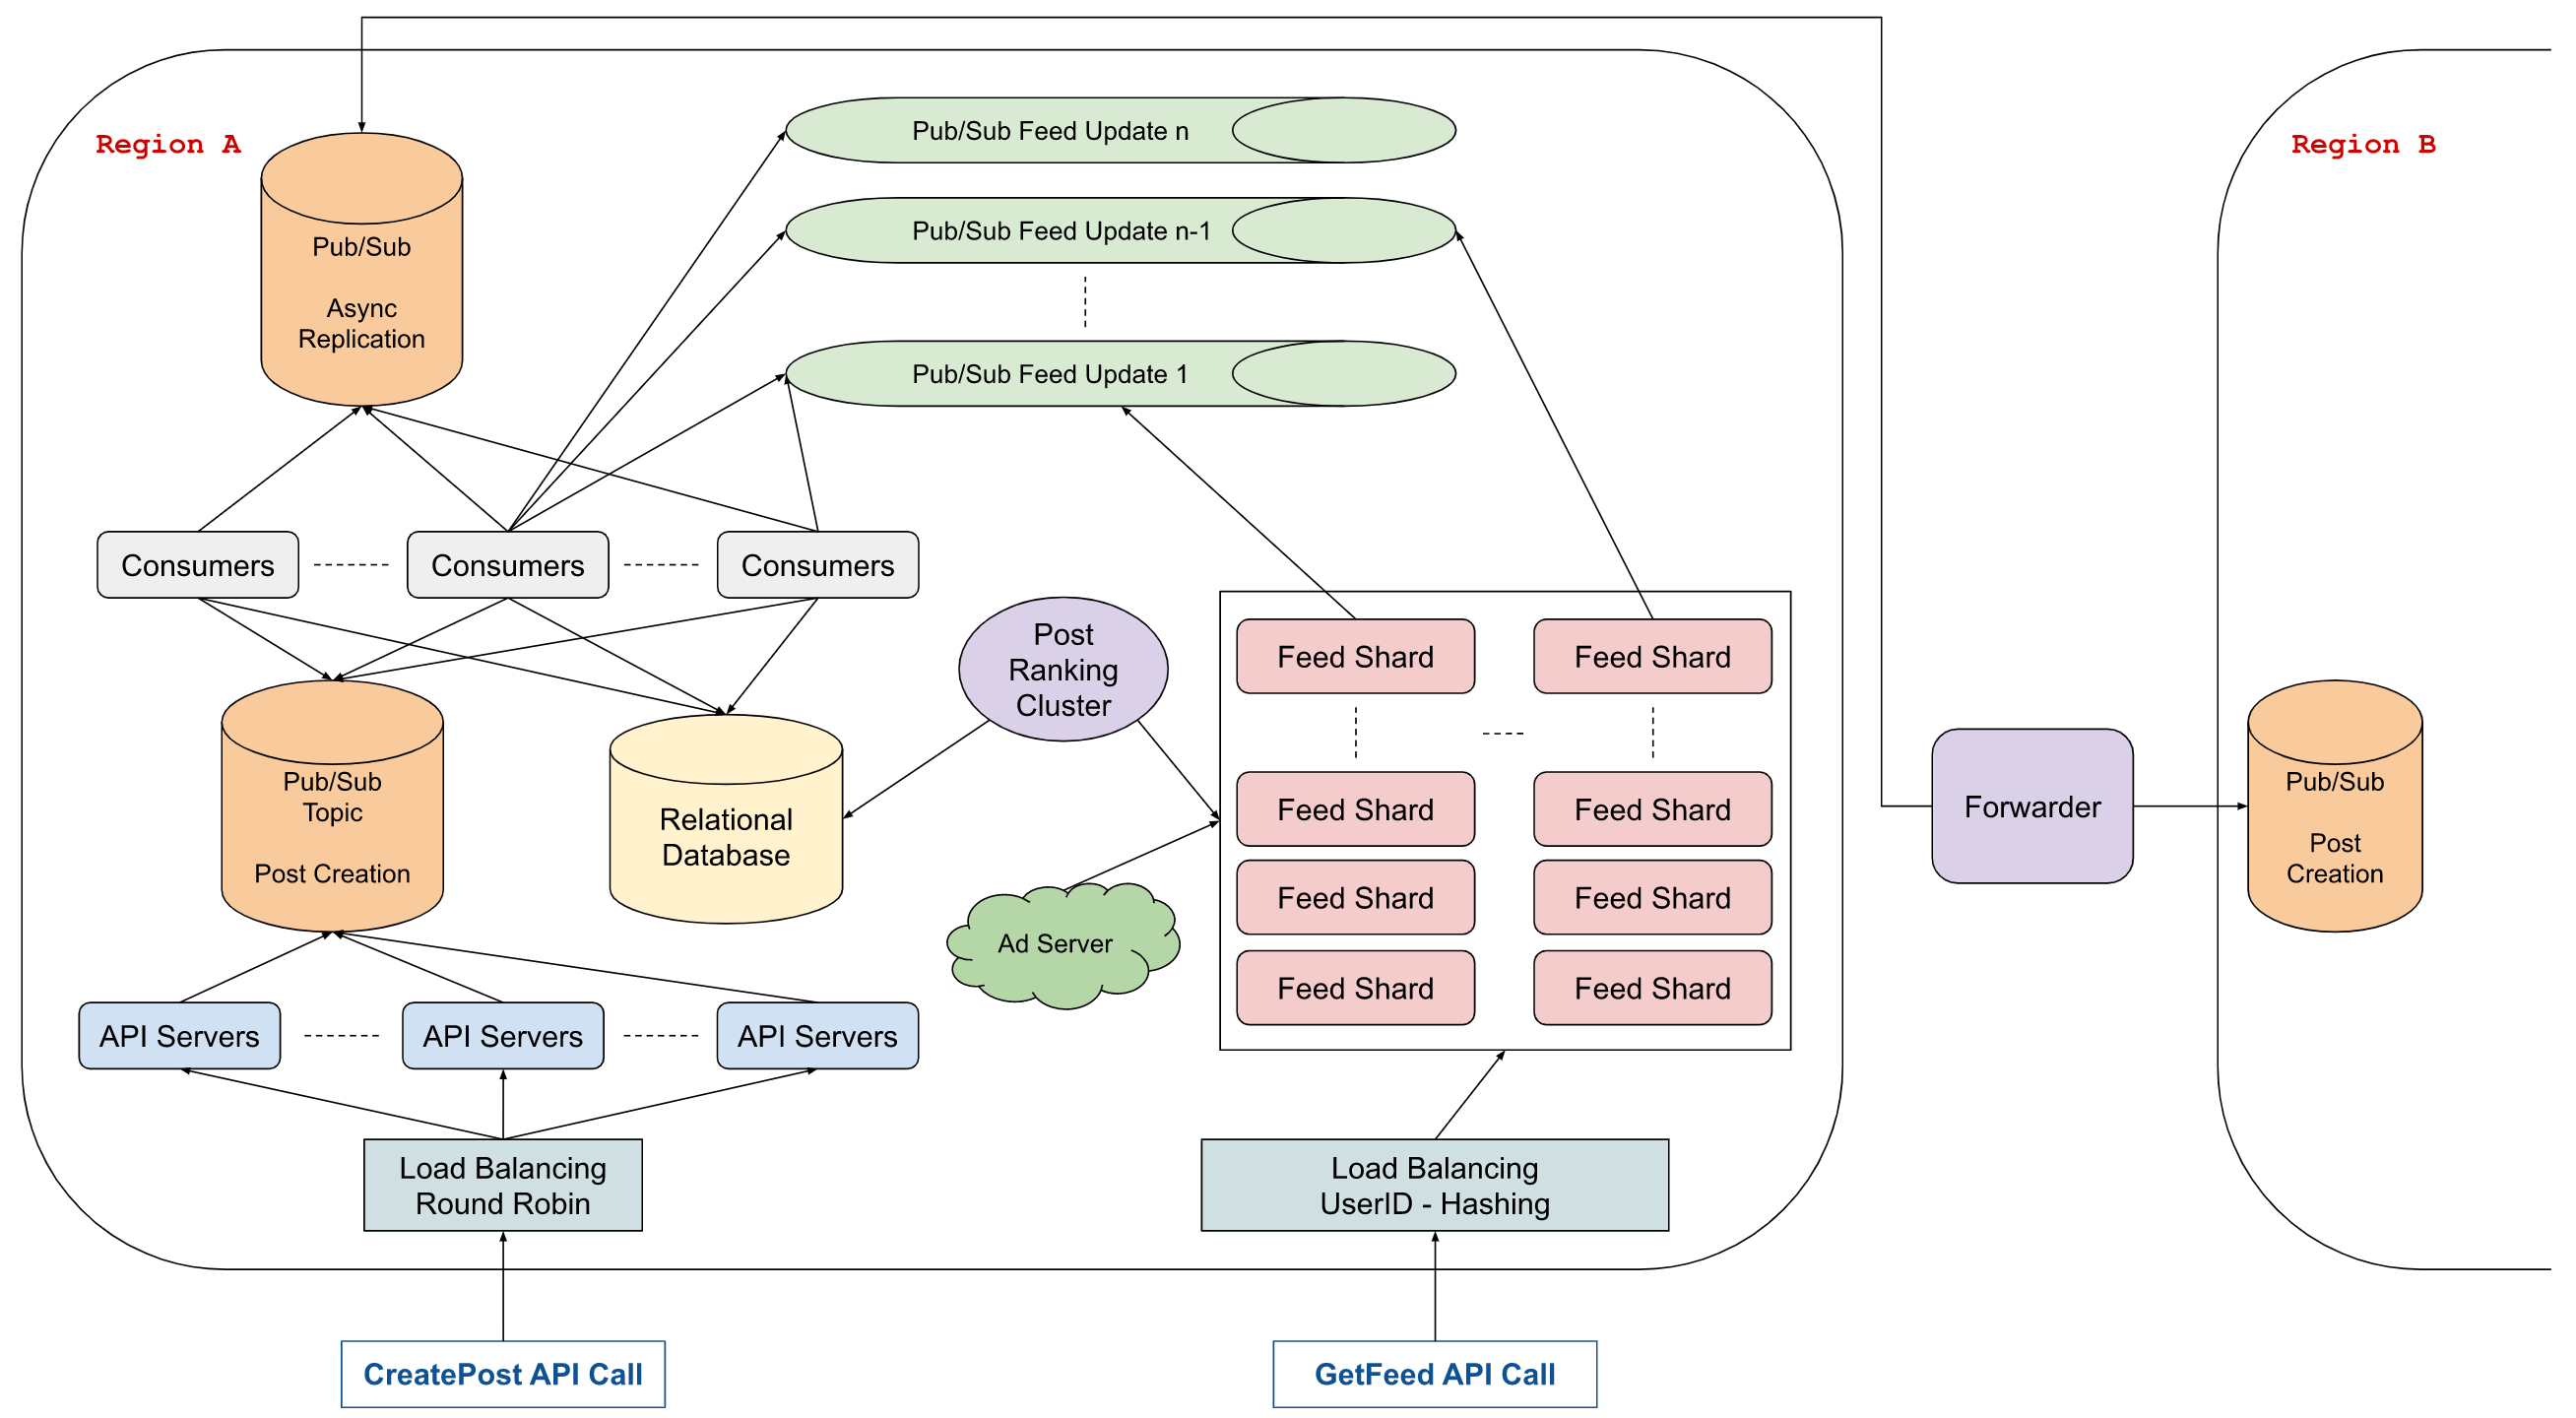 Region A
Region B
Pub/Sub Feed Update n
Pub/Sub Feed Update n-1
Pub/Sub
Async
Replication
Pub/Sub Feed Update 1
Consumers
Consumers
Consumers
Post
Ranking
Cluster
Feed Shard
Feed Shard
Pub/Sub
Topic
Post Creation
Relational
Database
Feed Shard
Feed Shard
Forwarder
Pub/Sub
Post
Creation
Feed Shard
Feed Shard
Ad Server
Feed Shard
Feed Shard
API Servers
API Servers
API Servers
Load Balancing
Round Robin
Load Balancing
UserID - Hashing
CreatePost API Call
GetFeed API Call